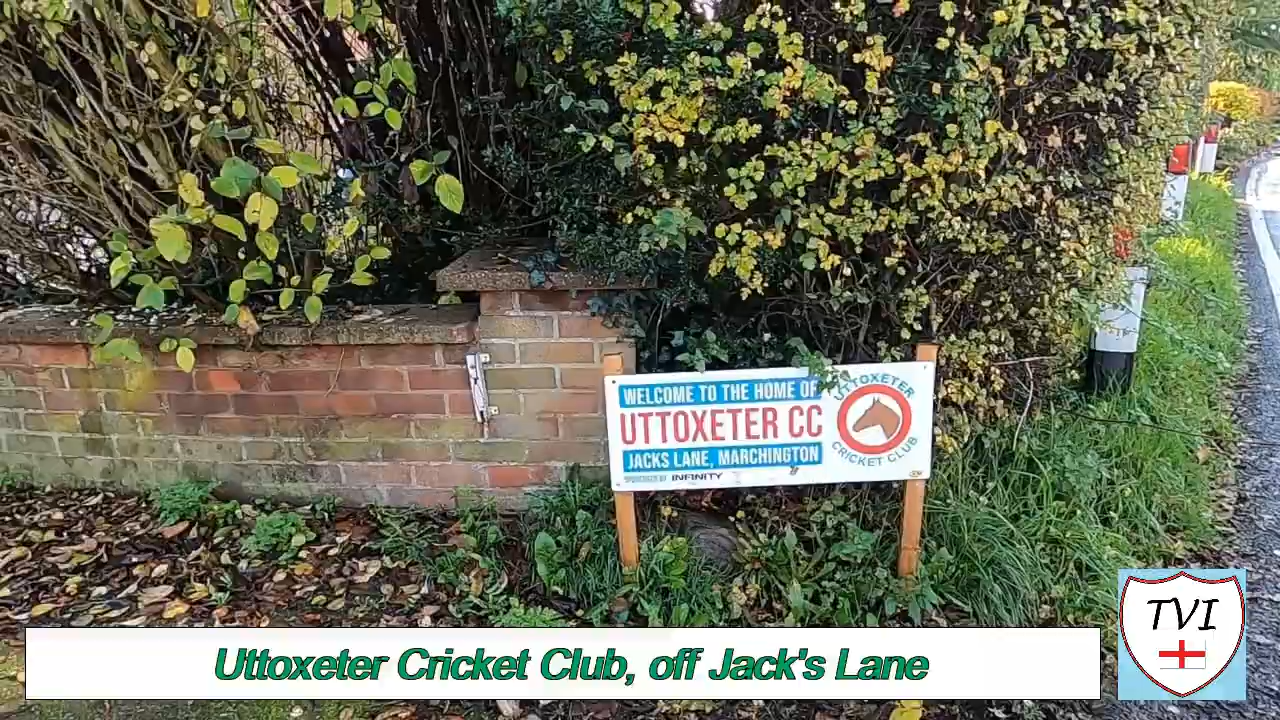 WELCOME TO THE HOME OF
UTTOXETER CC
JACKS LANE, MARCHINGTON
SPONSORED BY INFINITY
UTTOXETER
CRICKET CLUB
Uttoxeter Cricket Club, off Jack's Lane
TVI